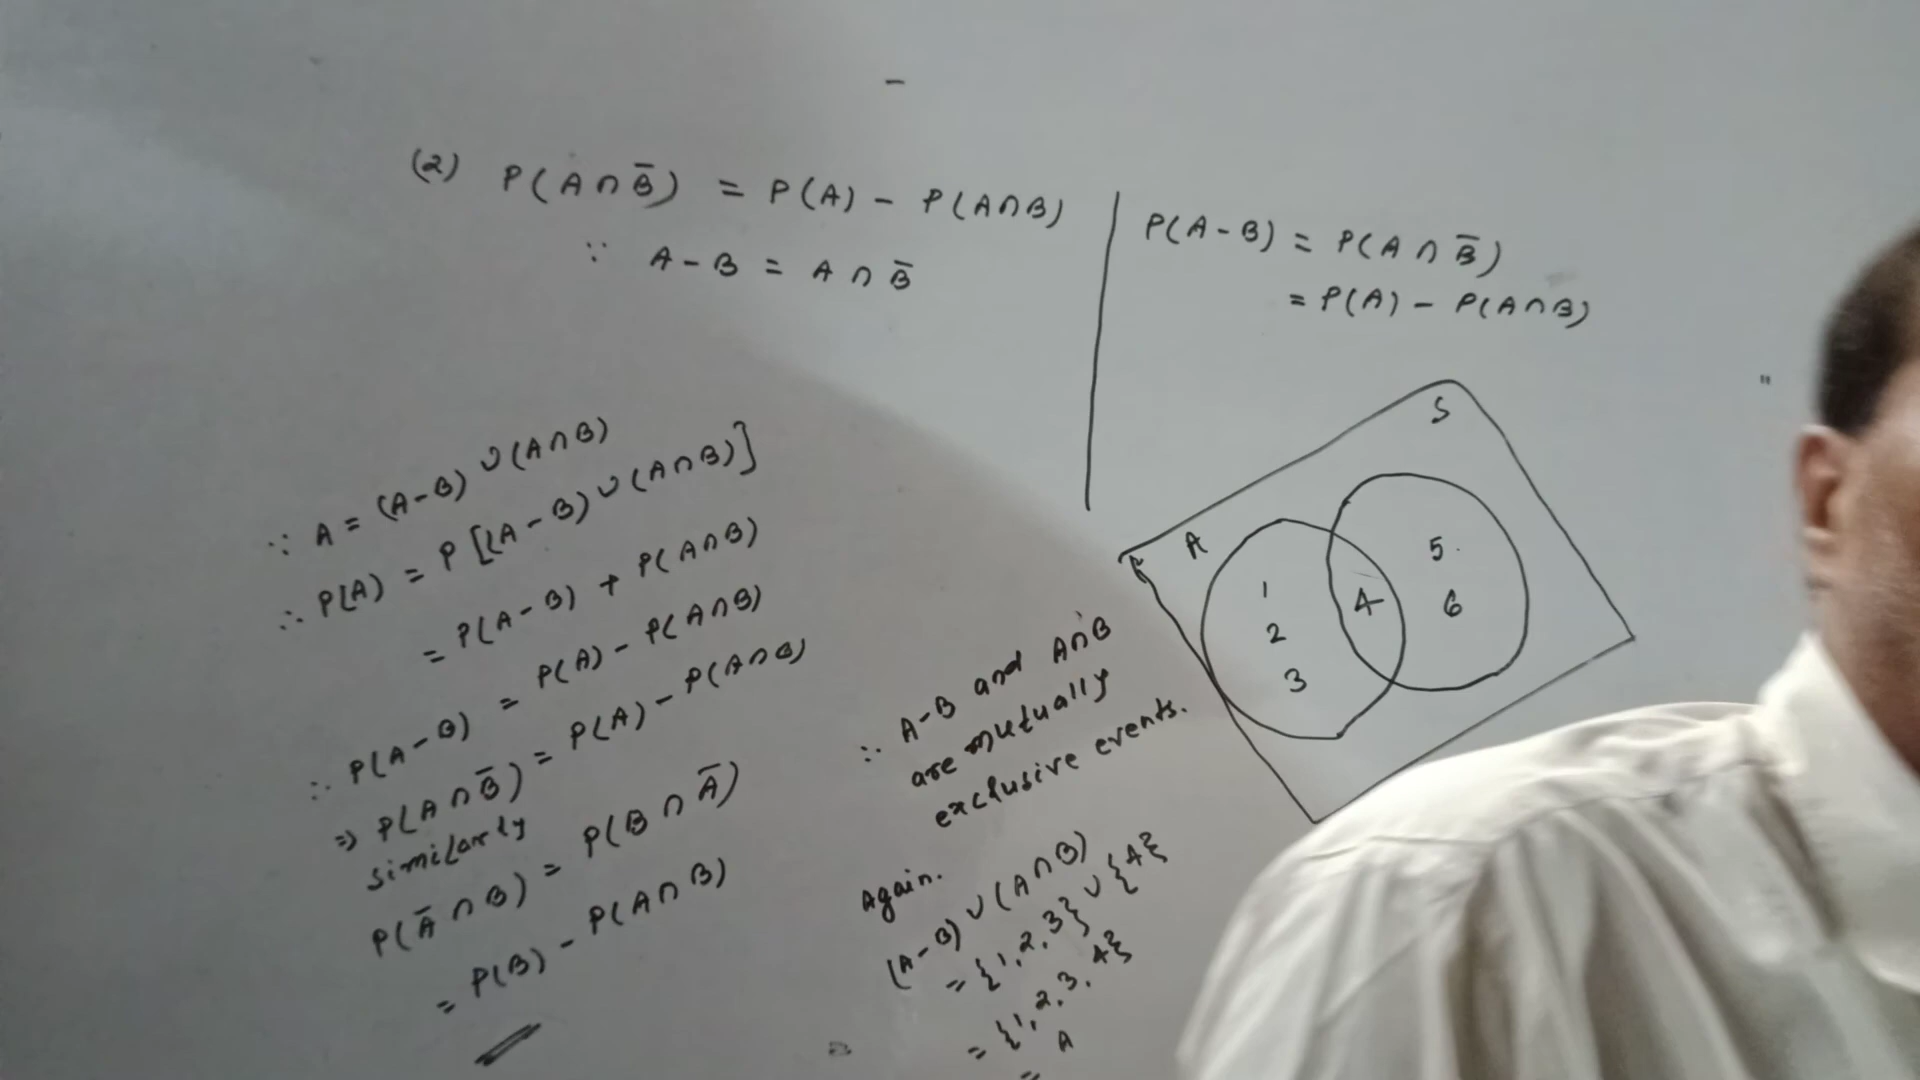 (2) P(A∩B̅) = P(A) - P(A∩B)
∵ A-B = A∩B̅
P(A-B) = P(A∩B̅)
= P(A) - P(A∩B)
∵ A = (A-B) ∪ (A∩B)
∴ P(A) = P[(A-B) ∪ (A∩B)]
= P(A-B) + P(A∩B)
∴ P(A-B) = P(A) - P(A∩B)
⇒ P(A∩B̅) = P(A) - P(A∩B)
similarly
P(A̅∩B) = P(B∩A̅)
= P(B) - P(A∩B)
S
A
1
2
3
4
5
6
∴ A-B and A∩B
are mutually
exclusive events.
Again.
(A-B) ∪ (A∩B)
= {1,2,3} ∪ {4}
= {1,2,3,4}
= A